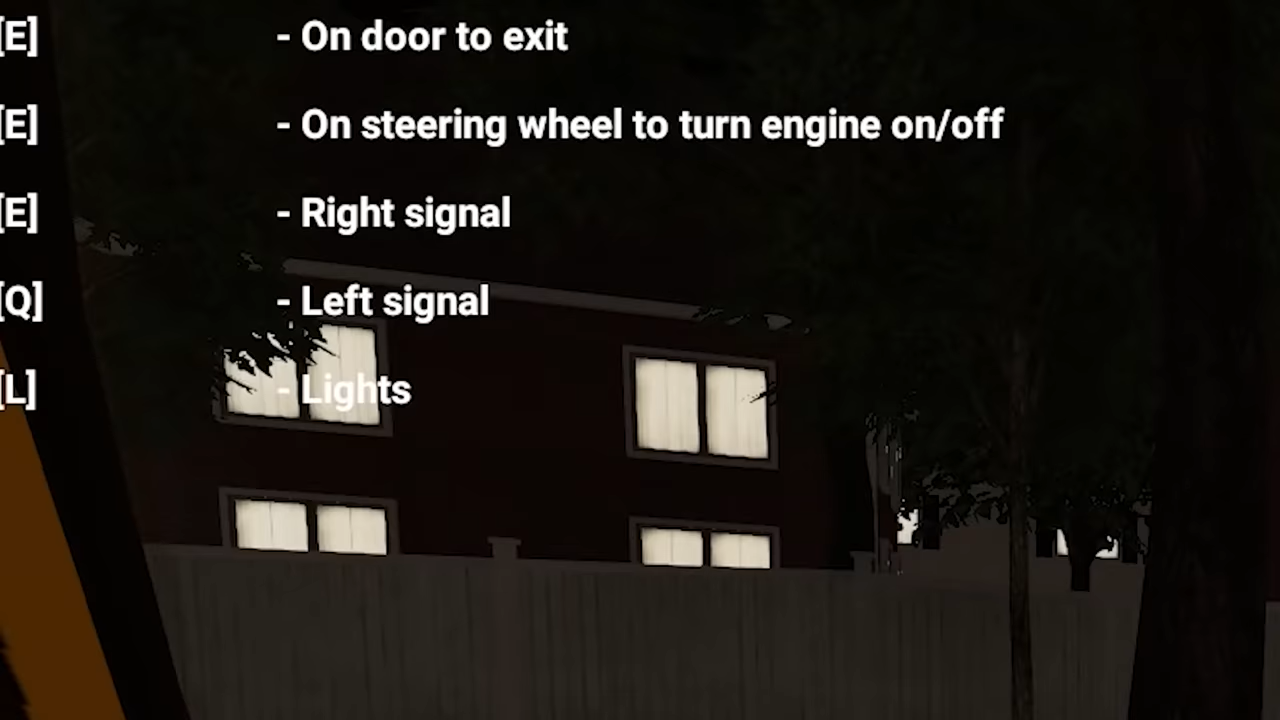 [E] - On door to exit
[E] - On steering wheel to turn engine on/off
[E] - Right signal
[Q] - Left signal
[L] - Lights